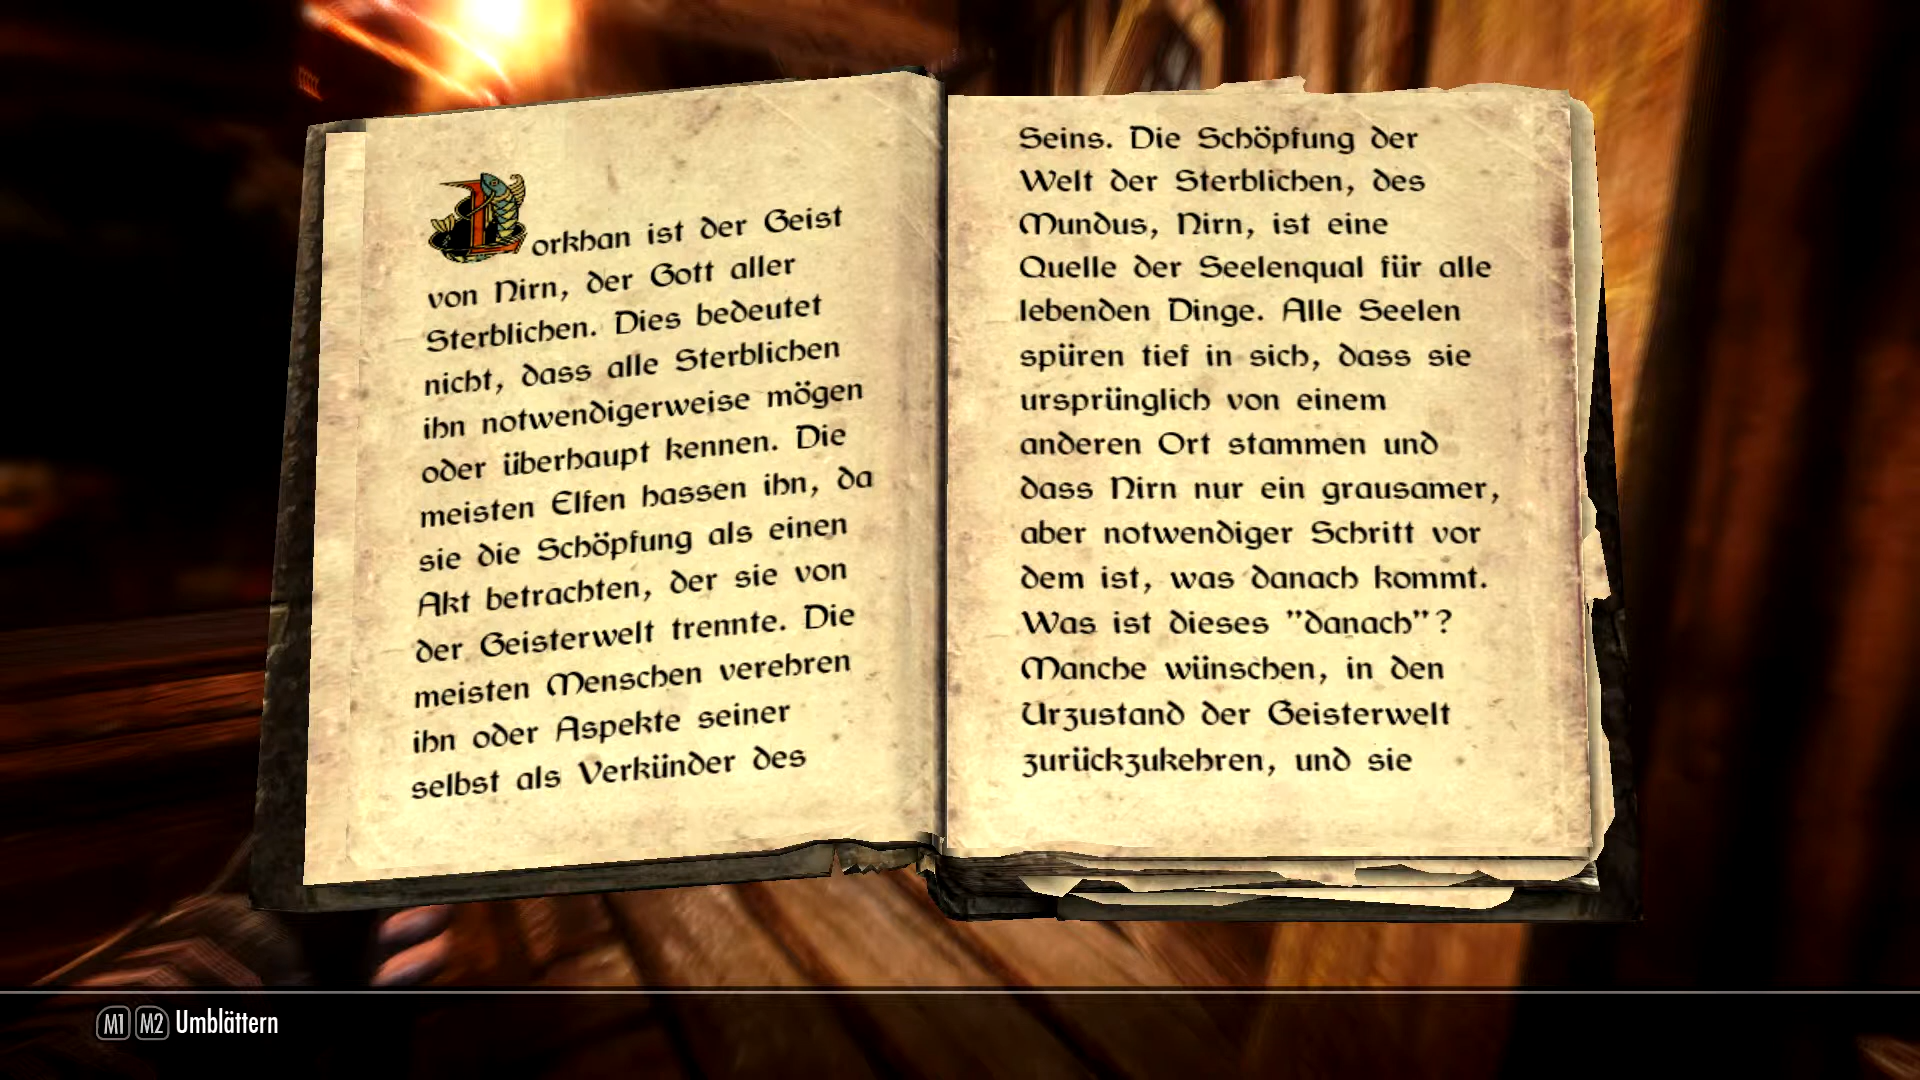 Lorkhan ist der Geist
von Nirn, der Gott aller
Sterblichen. Dies bedeutet
nicht, dass alle Sterblichen
ihn notwendigerweise mögen
oder überhaupt kennen. Die
meisten Elfen hassen ihn, da
sie die Schöpfung als einen
Akt betrachten, der sie von
der Geisterwelt trennte. Die
meisten Menschen verehren
ihn oder Aspekte seiner
selbst als Verkünder des
Seins. Die Schöpfung der
Welt der Sterblichen, des
Mundus, Nirn, ist eine
Quelle der Seelenqual für alle
lebenden Dinge. Alle Seelen
spüren tief in sich, dass sie
ursprünglich von einem
anderen Ort stammen und
dass Nirn nur ein grausamer,
aber notwendiger Schritt vor
dem ist, was danach kommt.
Was ist dieses "danach"?
Manche wünschen, in den
Urzustand der Geisterwelt
zurückzukehren, und sie
M1 M2 Umblättern